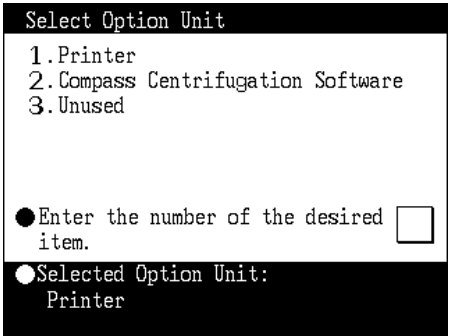 Select Option Unit
1.Printer
2.Compass Centrifugation Software
3.Unused
●Enter the number of the desired
item.
●Selected Option Unit:
Printer